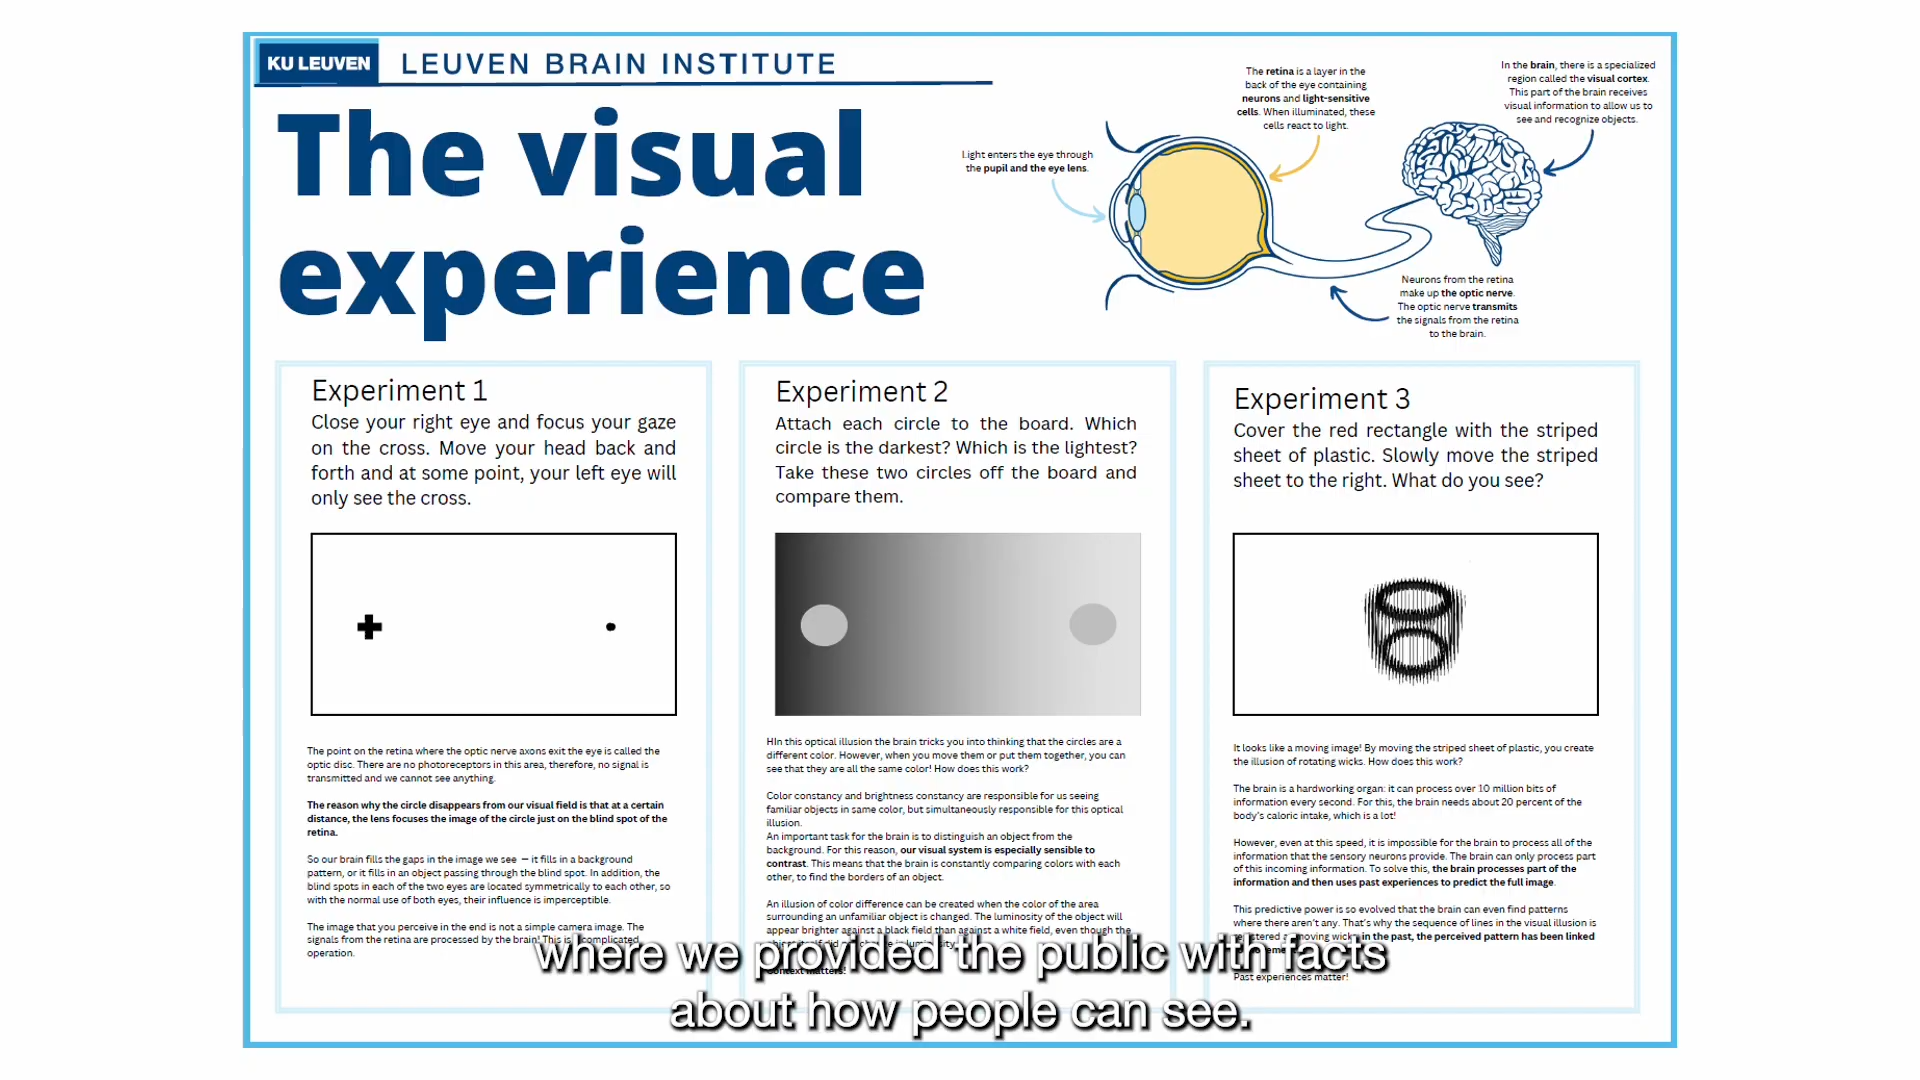 KU LEUVEN
LEUVEN BRAIN INSTITUTE
The visual
experience
Light enters the eye through
the pupil and the eye lens.
The retina is a layer in the
back of the eye containing
neurons and light-sensitive
cells. When illuminated, these
cells react to light.
In the brain, there is a specialized
region called the visual cortex.
This part of the brain receives
visual information to allow us to
see and recognize objects.
Neurons from the retina
make up the optic nerve.
The optic nerve transmits
the signals from the retina
to the brain.
Experiment 1
Close your right eye and focus your gaze
on the cross. Move your head back and
forth and at some point, your left eye will
only see the cross.
The point on the retina where the optic nerve axons exit the eye is called the
optic disc. There are no photoreceptors in this area, therefore, no signal is
transmitted and we cannot see anything.
The reason why the circle disappears from our visual field is that at a certain
distance, the lens focuses the image of the circle just on the blind spot of the
retina.
So our brain fills the gaps in the image we see – it fills in a background
pattern, or it fills in an object passing through the blind spot. In addition, the
blind spots in each of the two eyes are located symmetrically to each other, so
with the normal use of both eyes, their influence is imperceptible.
The image that you perceive in the end is not a simple camera image. The
signals from the retina are processed by the brain! This is complicated
operation.
Experiment 2
Attach each circle to the board. Which
circle is the darkest? Which is the lightest?
Take these two circles off the board and
compare them.
HIn this optical illusion the brain tricks you into thinking that the circles are a
different color. However, when you move them or put them together, you can
see that they are all the same color! How does this work?
Color constancy and brightness constancy are responsible for us seeing
familiar objects in same color, but simultaneously responsible for this optical
illusion.
An important task for the brain is to distinguish an object from the
background. For this reason, our visual system is especially sensible to
contrast. This means that the brain is constantly comparing colors with each
other, to find the borders of an object.
An illusion of color difference can be created when the color of the area
surrounding an unfamiliar object is changed. The luminosity of the object will
appear brighter against a black field than against a white field, even though the
matters!
Experiment 3
Cover the red rectangle with the striped
sheet of plastic. Slowly move the striped
sheet to the right. What do you see?
It looks like a moving image! By moving the striped sheet of plastic, you create
the illusion of rotating wicks. How does this work?
The brain is a hardworking organ: it can process over 10 million bits of
information every second. For this, the brain needs about 20 percent of the
body's caloric intake, which is a lot!
However, even at this speed, it is impossible for the brain to process all of the
information that the sensory neurons provide. The brain can only process part
of this incoming information. To solve this, the brain processes part of the
information and then uses past experiences to predict the full image.
This predictive power is so evolved that the brain can even find patterns
where there aren't any. That's why the sequence of lines in the visual illusion is
moving in the past, the perceived pattern has been linked
Past experiences matter!
where we provided the public with facts
about how people can see.